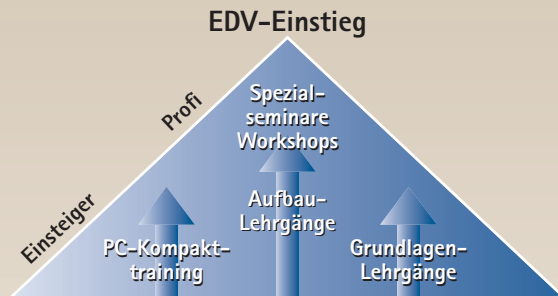 EDV-Einstieg
Profi
Einsteiger
Spezial-
seminare
Workshops
Aufbau-
Lehrgänge
PC-Kompakt-
training
Grundlagen-
Lehrgänge